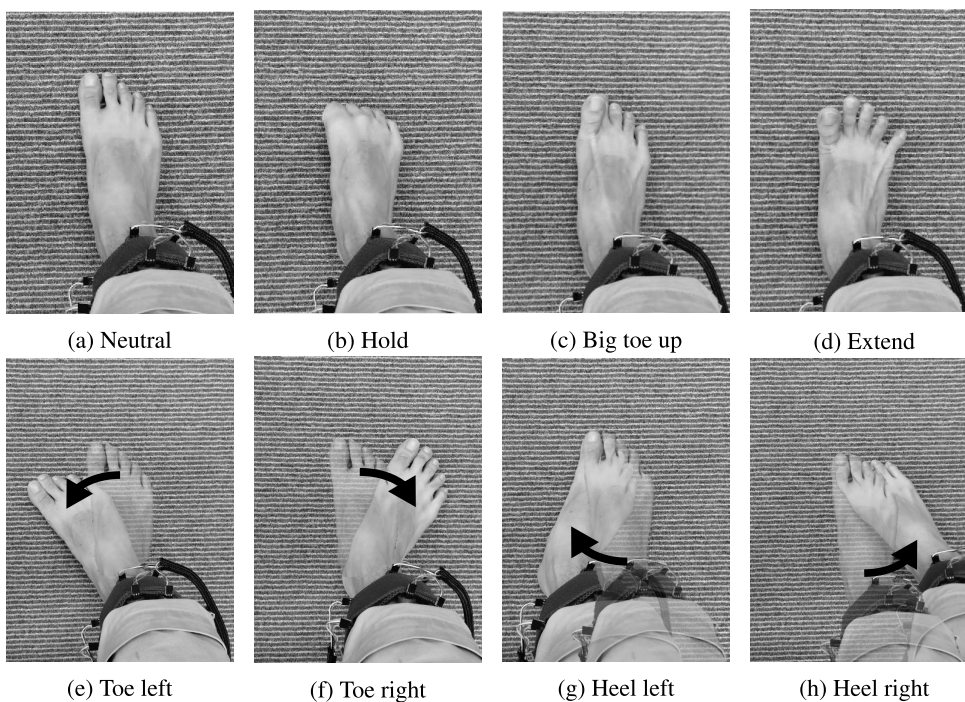 (a) Neutral
(b) Hold
(c) Big toe up
(d) Extend
(e) Toe left
(f) Toe right
(g) Heel left
(h) Heel right